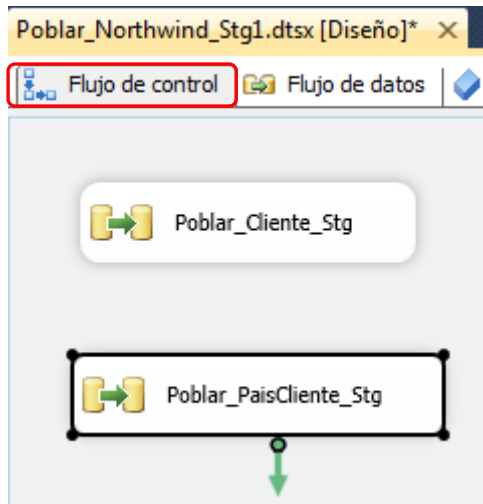 Poblar_Northwind_Stg1.dtsx [Diseño]*
Flujo de control Flujo de datos
Poblar_Cliente_Stg
Poblar_PaisCliente_Stg